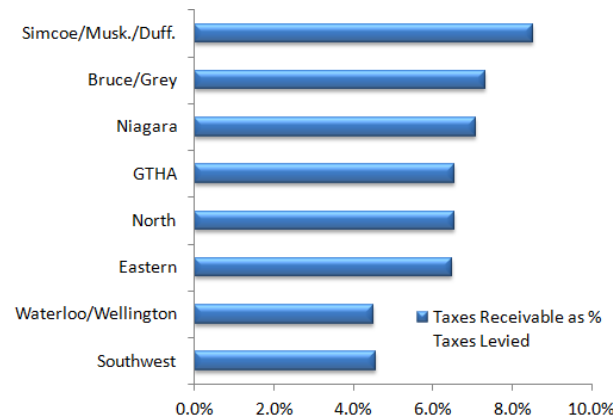 Simcoe/Musk./Duff.
Bruce/Grey
Niagara
GTHA
North
Eastern
Waterloo/Wellington
Southwest
Taxes Receivable as %
Taxes Levied
0.0% 2.0% 4.0% 6.0% 8.0% 10.0%